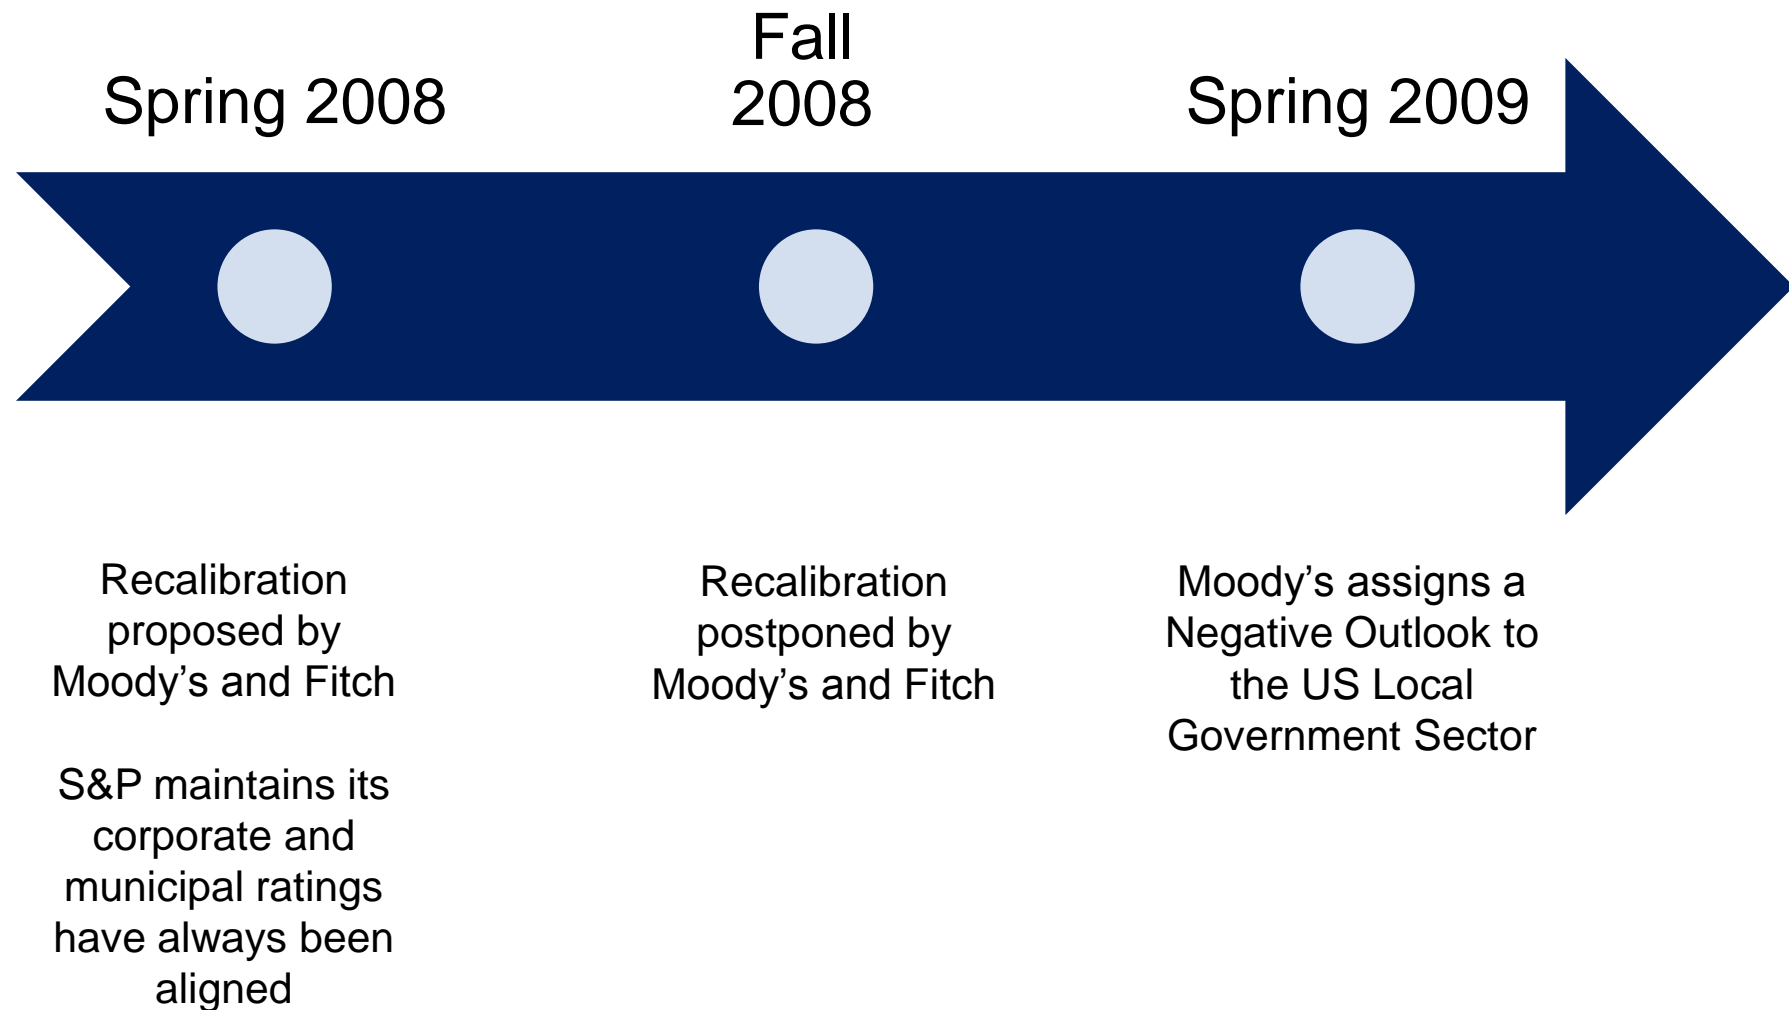 Spring 2008
Fall
2008
Spring 2009
Recalibration
proposed by
Moody’s and Fitch
S&P maintains its
corporate and
municipal ratings
have always been
aligned
Recalibration
postponed by
Moody’s and Fitch
Moody’s assigns a
Negative Outlook to
the US Local
Government Sector